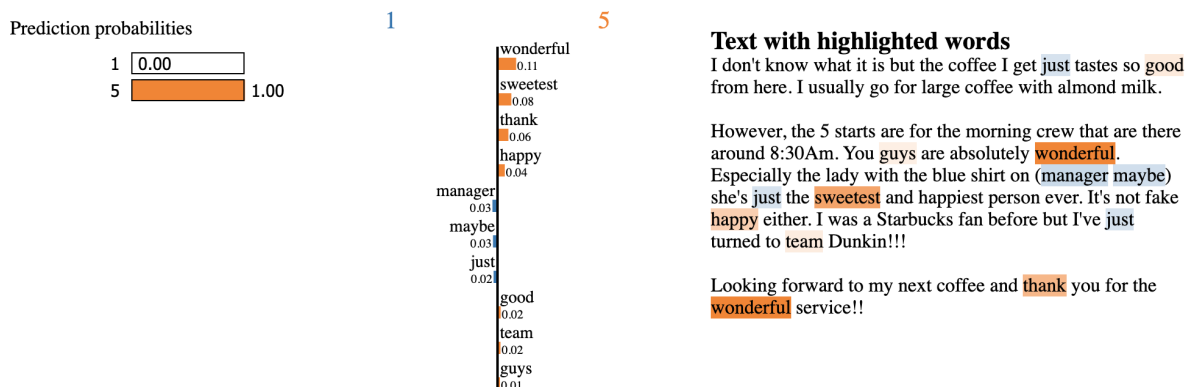 Prediction probabilities
1 0.00
5 1.00
1 5
wonderful
0.11
sweetest
0.08
thank
0.06
happy
0.04
manager
0.03
maybe
0.03
just
0.02
good
0.02
team
0.02
guys
0.01
Text with highlighted words
I don't know what it is but the coffee I get just tastes so good
from here. I usually go for large coffee with almond milk.
However, the 5 starts are for the morning crew that are there
around 8:30Am. You guys are absolutely wonderful.
Especially the lady with the blue shirt on (manager maybe)
she's just the sweetest and happiest person ever. It's not fake
happy either. I was a Starbucks fan before but I've just
turned to team Dunkin!!!
Looking forward to my next coffee and thank you for the
wonderful service!!